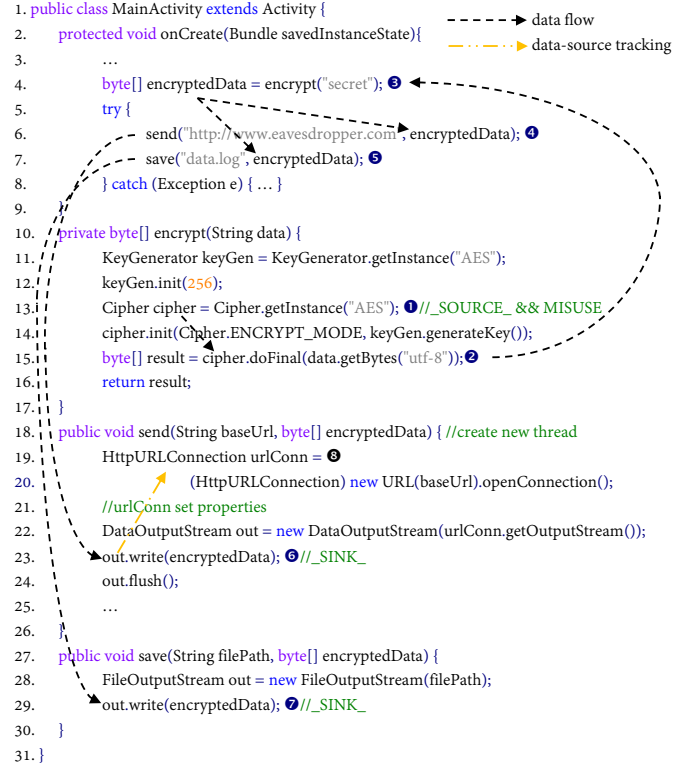 1. public class MainActivity extends Activity {
data flow
2. protected void onCreate(Bundle savedInstanceState){
data-source tracking
3. …
4. byte[] encryptedData = encrypt("secret"); ❸
5. try {
6. send("http://www.eavesdropper.com", encryptedData); ❹
7. save("data.log", encryptedData); ❺
8. } catch (Exception e) { … }
9. }
10. private byte[] encrypt(String data) {
11. KeyGenerator keyGen = KeyGenerator.getInstance("AES");
12. keyGen.init(256);
13. Cipher cipher = Cipher.getInstance("AES"); ❶//_SOURCE_ && MISUSE
14. cipher.init(Cipher.ENCRYPT_MODE, keyGen.generateKey());
15. byte[] result = cipher.doFinal(data.getBytes("utf-8"));❷
16. return result;
17. }
18. public void send(String baseUrl, byte[] encryptedData) { //create new thread
19. HttpURLConnection urlConn = ❽
20. (HttpURLConnection) new URL(baseUrl).openConnection();
21. //urlConn set properties
22. DataOutputStream out = new DataOutputStream(urlConn.getOutputStream());
23. out.write(encryptedData); ❻//_SINK_
24. out.flush();
25. …
26. }
27. public void save(String filePath, byte[] encryptedData) {
28. FileOutputStream out = new FileOutputStream(filePath);
29. out.write(encryptedData); ❼//_SINK_
30. }
31. }